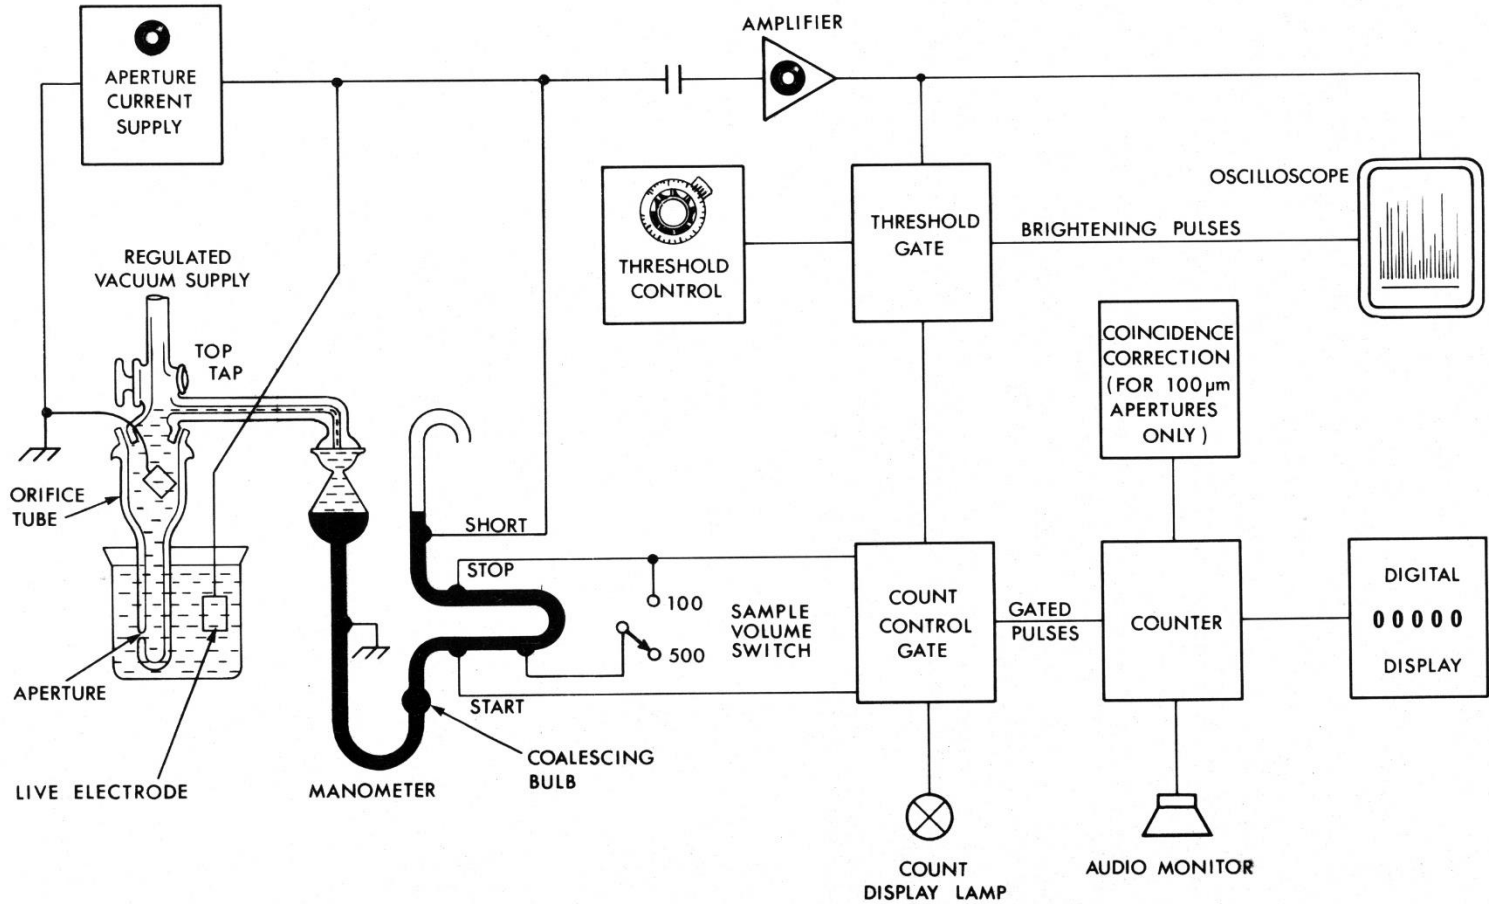 AMPLIFIER
APERTURE
CURRENT
SUPPLY
OSCILLOSCOPE
THRESHOLD
GATE
BRIGHTENING PULSES
THRESHOLD
CONTROL
REGULATED
VACUUM SUPPLY
TOP
TAP
COINCIDENCE
CORRECTION
(FOR 100µm
APERTURES
ONLY)
ORIFICE
TUBE
SHORT
STOP
100
500
SAMPLE
VOLUME
SWITCH
COUNT
CONTROL
GATE
GATED
PULSES
COUNTER
DIGITAL
00000
DISPLAY
APERTURE
START
COALESCING
BULB
LIVE ELECTRODE
MANOMETER
COUNT
DISPLAY LAMP
AUDIO MONITOR